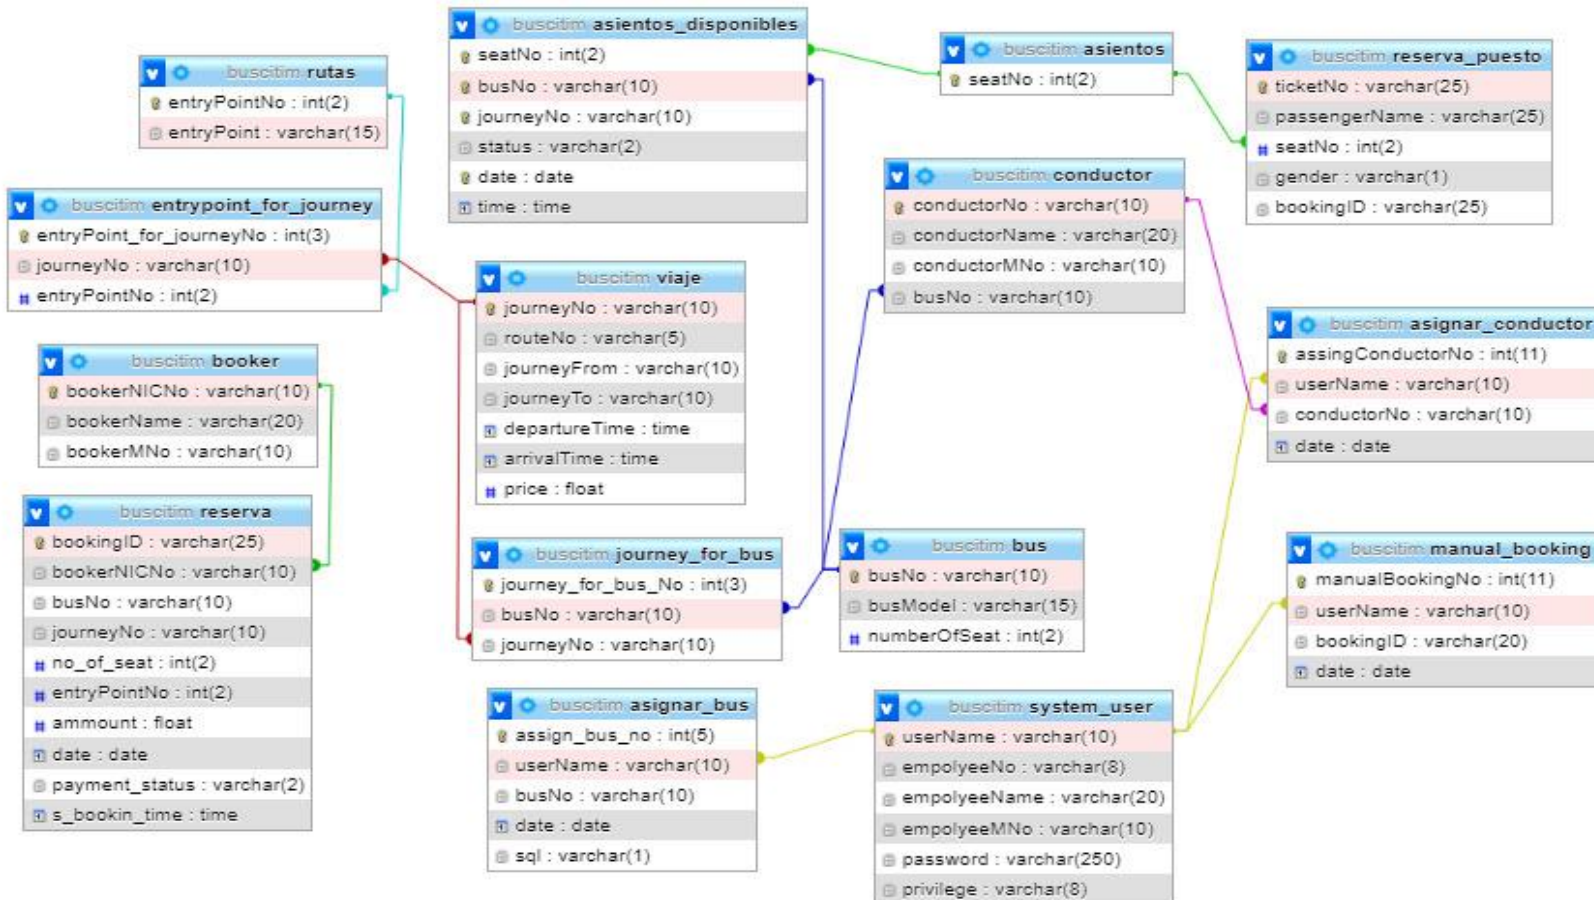 buscitim rutas
entryPointNo : int(2)
entryPoint : varchar(15)
buscitim entrypoint_for_journey
entryPoint_for_journeyNo : int(3)
journeyNo : varchar(10)
entryPointNo : int(2)
buscitim booker
bookerNICNo : varchar(10)
bookerName : varchar(20)
bookerMNo : varchar(10)
buscitim reserva
bookingID : varchar(25)
bookerNICNo : varchar(10)
busNo : varchar(10)
journeyNo : varchar(10)
no_of_seat : int(2)
entryPointNo : int(2)
ammount : float
date : date
payment_status : varchar(2)
s_bookin_time : time
buscitim asientos_disponibles
seatNo : int(2)
busNo : varchar(10)
journeyNo : varchar(10)
status : varchar(2)
date : date
time : time
buscitim viaje
journeyNo : varchar(10)
routeNo : varchar(5)
journeyFrom : varchar(10)
journeyTo : varchar(10)
departureTime : time
arrivalTime : time
price : float
buscitim journey_for_bus
journey_for_bus_No : int(3)
busNo : varchar(10)
journeyNo : varchar(10)
buscitim asignar_bus
assign_bus_no : int(5)
userName : varchar(10)
busNo : varchar(10)
date : date
sql : varchar(1)
buscitim asientos
seatNo : int(2)
buscitim conductor
conductorNo : varchar(10)
conductorName : varchar(20)
conductorMNo : varchar(10)
busNo : varchar(10)
buscitim bus
busNo : varchar(10)
busModel : varchar(15)
numberOfSeat : int(2)
buscitim system_user
userName : varchar(10)
empolyeeNo : varchar(8)
empolyeeName : varchar(20)
empolyeeMNo : varchar(10)
password : varchar(250)
privilege : varchar(8)
buscitim reserva_puesto
ticketNo : varchar(25)
passengerName : varchar(25)
seatNo : int(2)
gender : varchar(1)
bookingID : varchar(25)
buscitim asignar_conductor
assingConductorNo : int(11)
userName : varchar(10)
conductorNo : varchar(10)
date : date
buscitim manual_booking
manualBookingNo : int(11)
userName : varchar(10)
bookingID : varchar(20)
date : date